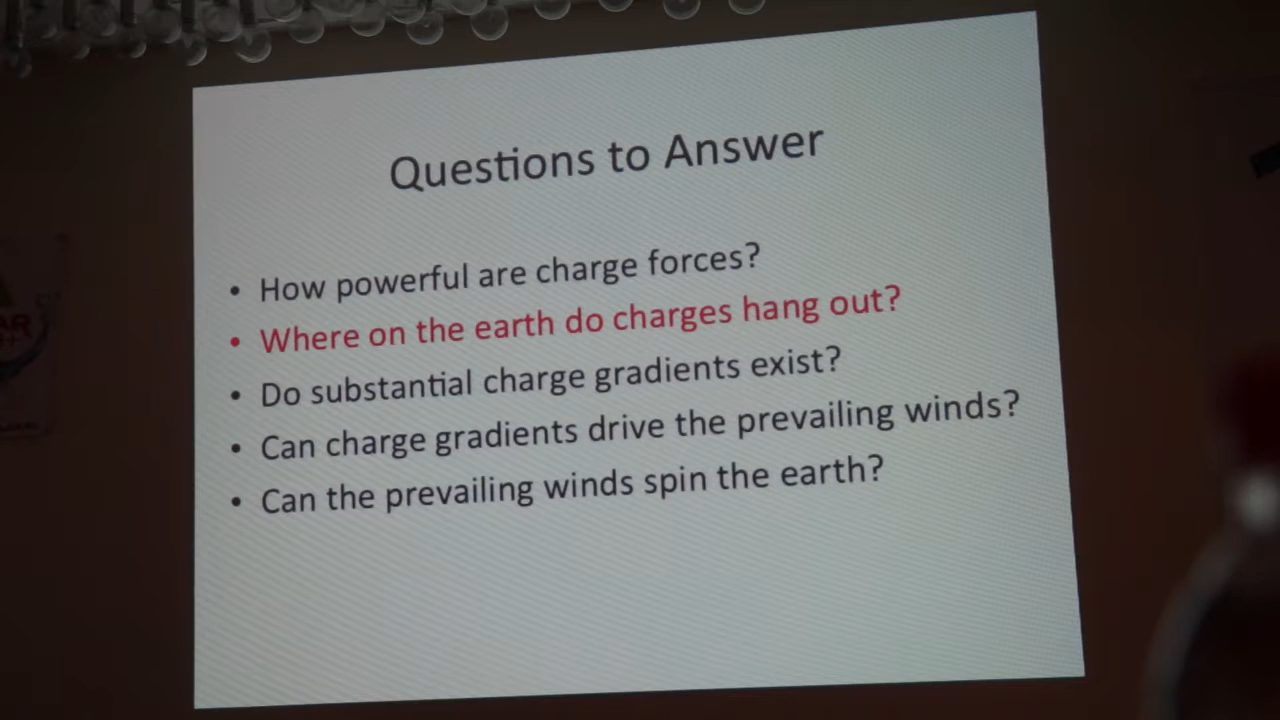 Questions to Answer
• How powerful are charge forces?
• Where on the earth do charges hang out?
• Do substantial charge gradients exist?
• Can charge gradients drive the prevailing winds?
• Can the prevailing winds spin the earth?